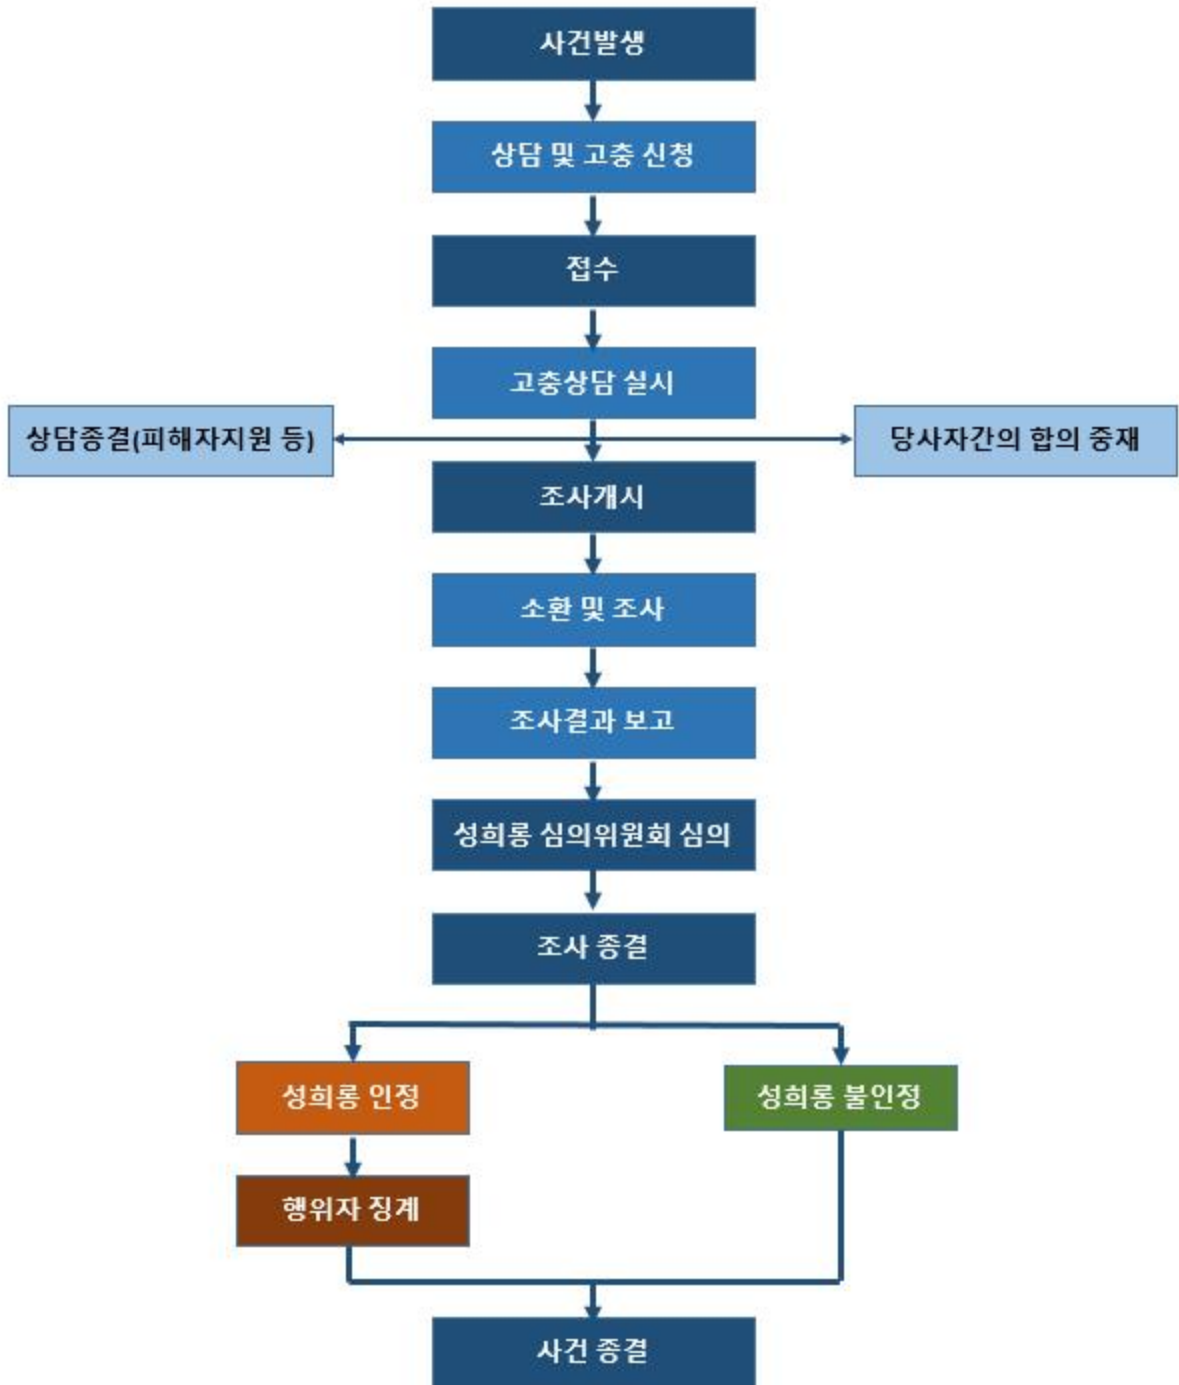 사건발생
상담 및 고충 신청
접수
고충상담 실시
상담종결(피해자지원 등)
당사자간의 합의 중재
조사개시
소환 및 조사
조사결과 보고
성희롱 심의위원회 심의
조사 종결
성희롱 인정
성희롱 불인정
행위자 징계
사건 종결